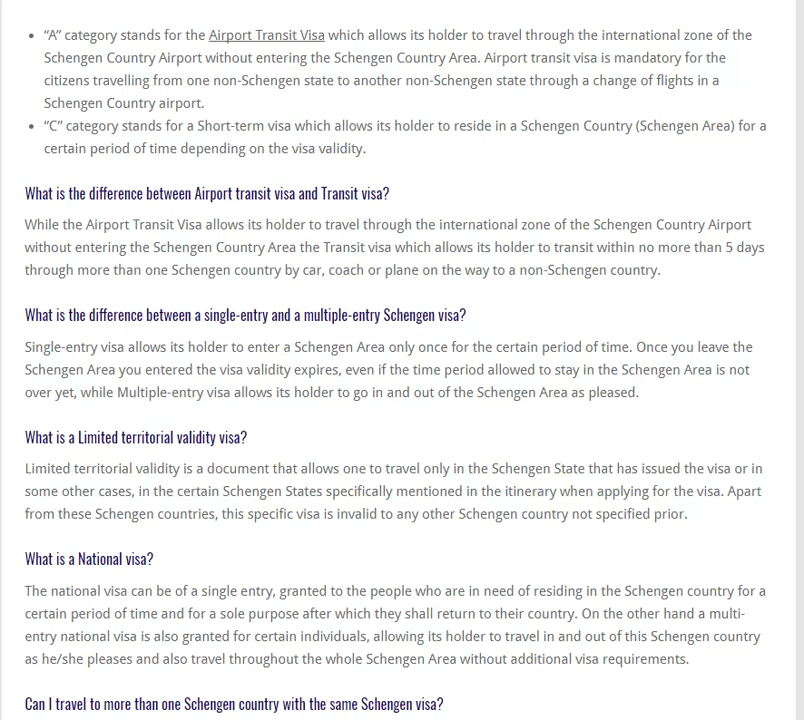 • “A” category stands for the Airport Transit Visa which allows its holder to travel through the international zone of the
Schengen Country Airport without entering the Schengen Country Area. Airport transit visa is mandatory for the
citizens travelling from one non-Schengen state to another non-Schengen state through a change of flights in a
Schengen Country airport.
• “C” category stands for a Short-term visa which allows its holder to reside in a Schengen Country (Schengen Area) for a
certain period of time depending on the visa validity.
What is the difference between Airport transit visa and Transit visa?
While the Airport Transit Visa allows its holder to travel through the international zone of the Schengen Country Airport
without entering the Schengen Country Area the Transit visa which allows its holder to transit within no more than 5 days
through more than one Schengen country by car, coach or plane on the way to a non-Schengen country.
What is the difference between a single-entry and a multiple-entry Schengen visa?
Single-entry visa allows its holder to enter a Schengen Area only once for the certain period of time. Once you leave the
Schengen Area you entered the visa validity expires, even if the time period allowed to stay in the Schengen Area is not
over yet, while Multiple-entry visa allows its holder to go in and out of the Schengen Area as pleased.
What is a Limited territorial validity visa?
Limited territorial validity is a document that allows one to travel only in the Schengen State that has issued the visa or in
some other cases, in the certain Schengen States specifically mentioned in the itinerary when applying for the visa. Apart
from these Schengen countries, this specific visa is invalid to any other Schengen country not specified prior.
What is a National visa?
The national visa can be of a single entry, granted to the people who are in need of residing in the Schengen country for a
certain period of time and for a sole purpose after which they shall return to their country. On the other hand a multi-
entry national visa is also granted for certain individuals, allowing its holder to travel in and out of this Schengen country
as he/she pleases and also travel throughout the whole Schengen Area without additional visa requirements.
Can I travel to more than one Schengen country with the same Schengen visa?